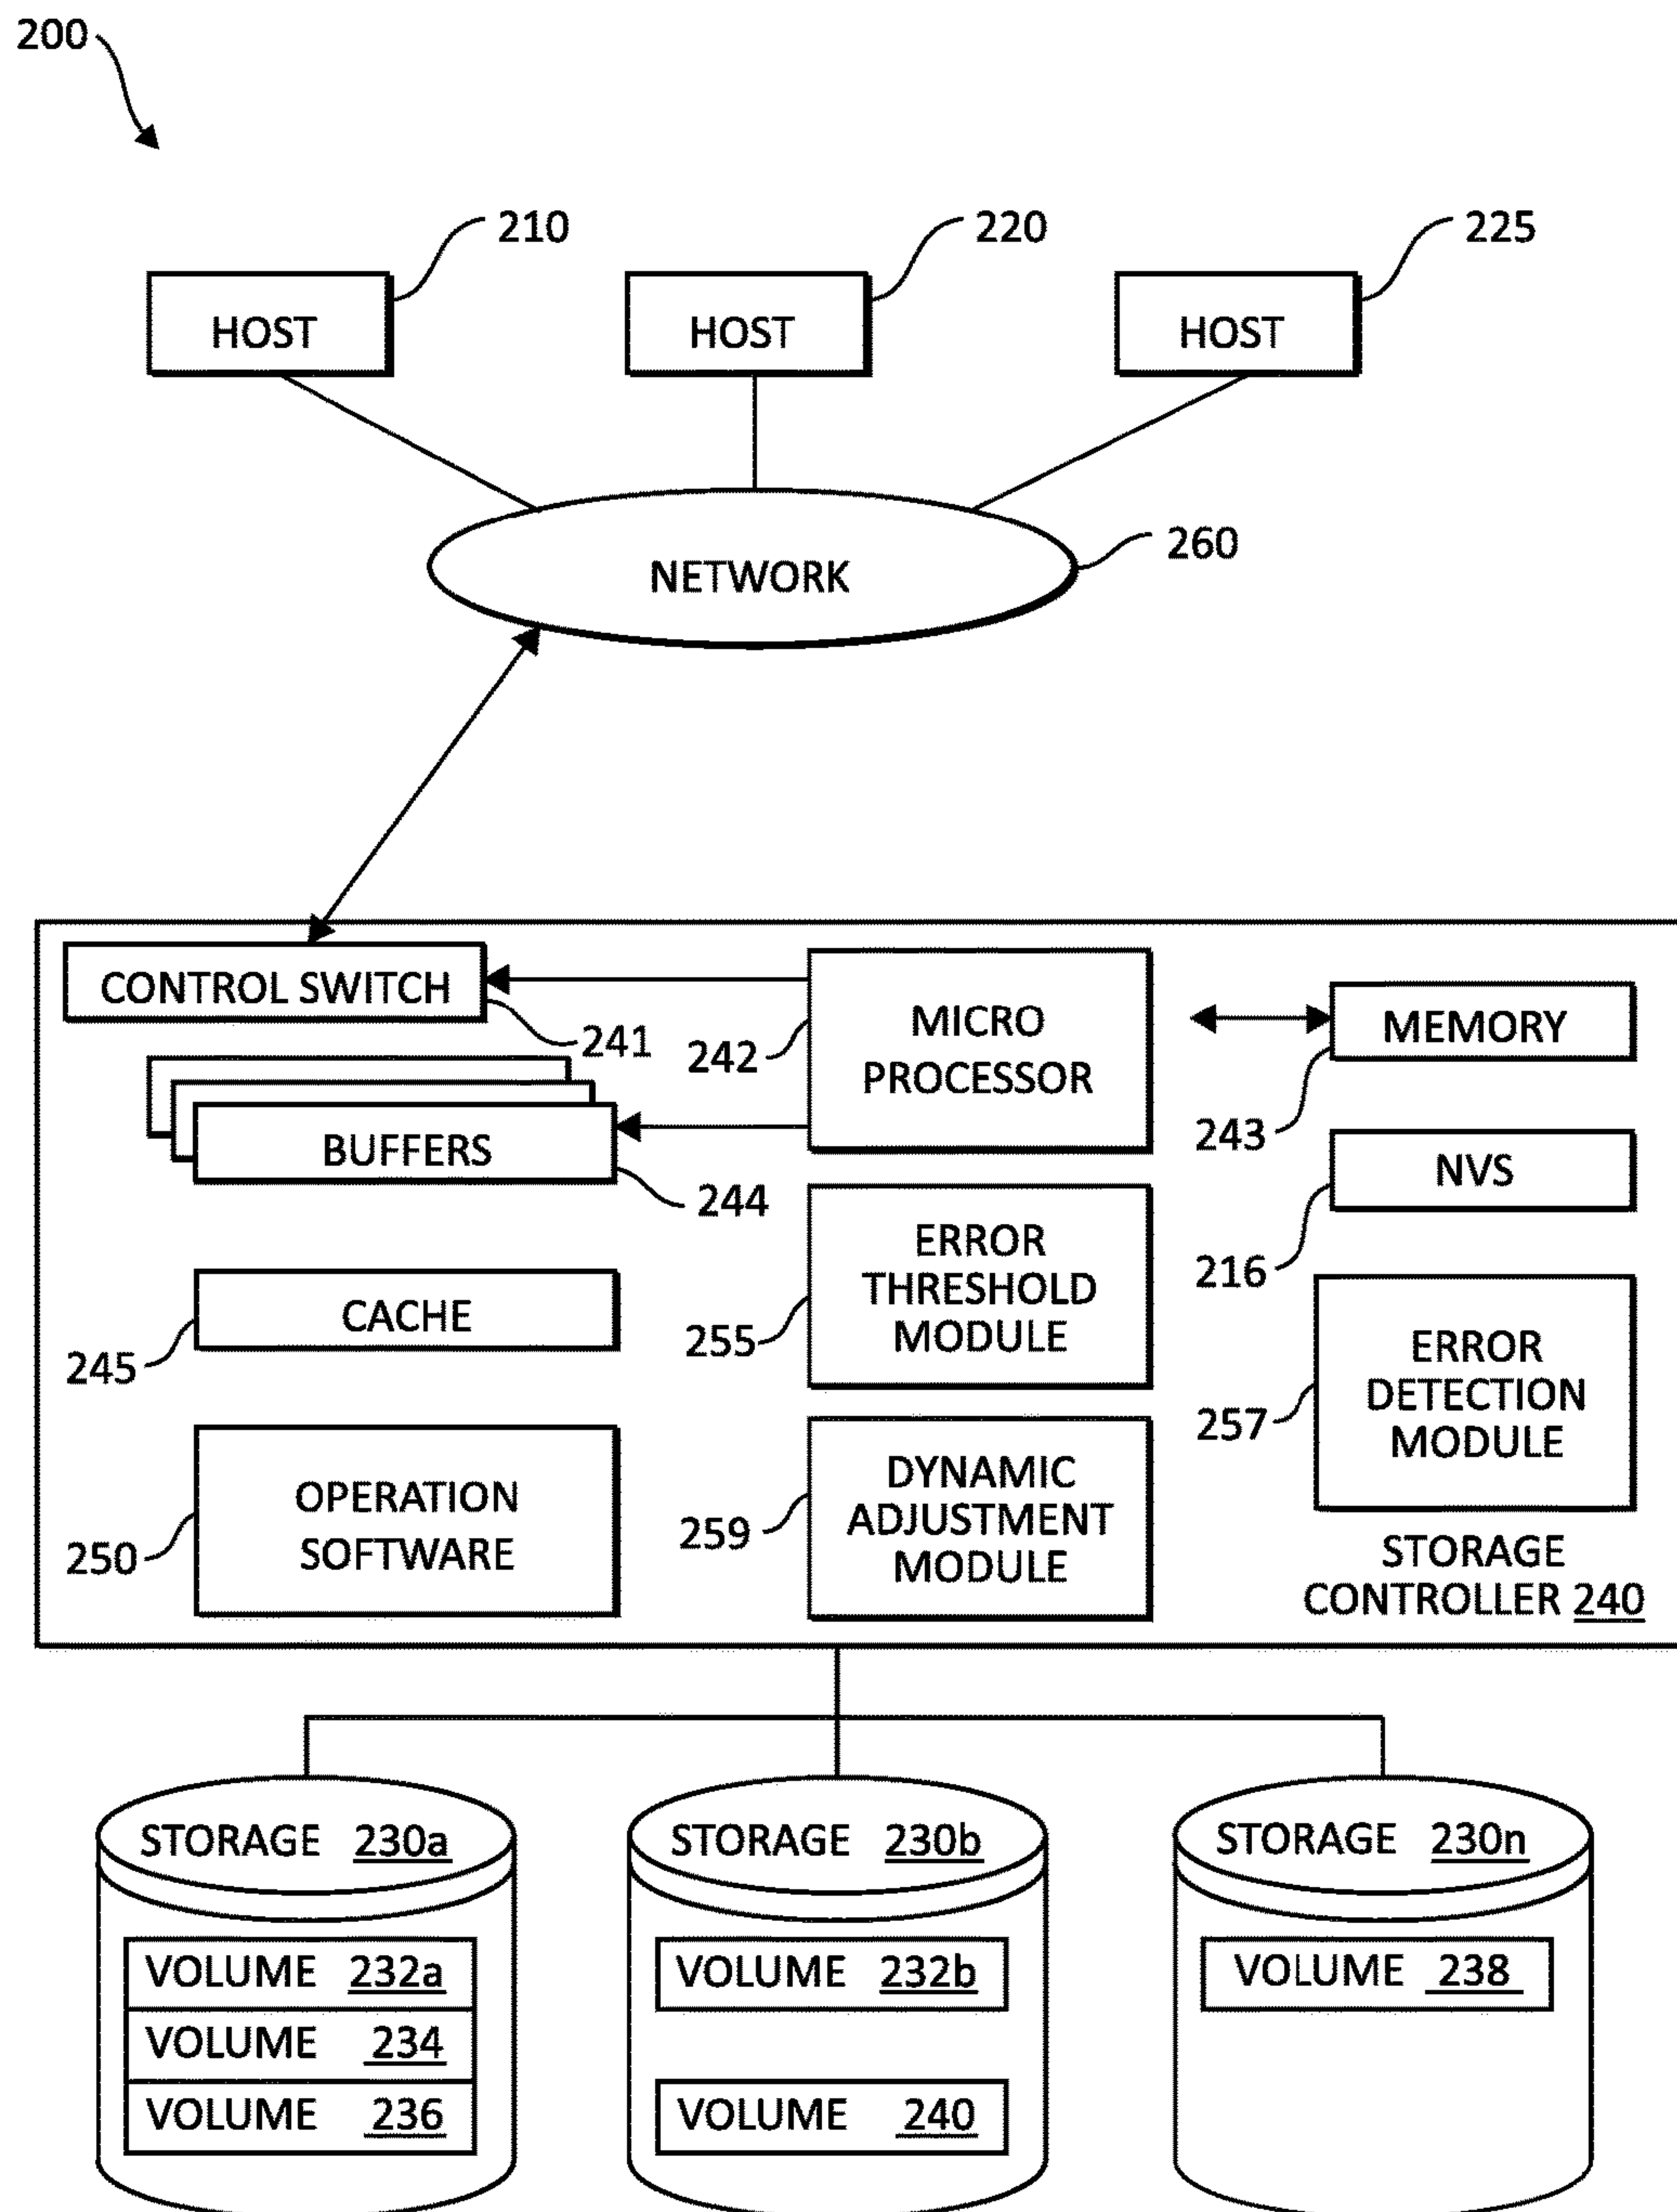 200
210
220
225
HOST
HOST
HOST
260
NETWORK
CONTROL SWITCH
241
BUFFERS
244
242
MICRO
PROCESSOR
MEMORY
243
NVS
216
CACHE
245
ERROR
THRESHOLD
MODULE
255
ERROR
DETECTION
MODULE
257
OPERATION
SOFTWARE
250
DYNAMIC
ADJUSTMENT
MODULE
259
STORAGE
CONTROLLER 240
STORAGE 230a
VOLUME 232a
VOLUME 234
VOLUME 236
STORAGE 230b
VOLUME 232b
VOLUME 240
STORAGE 230n
VOLUME 238